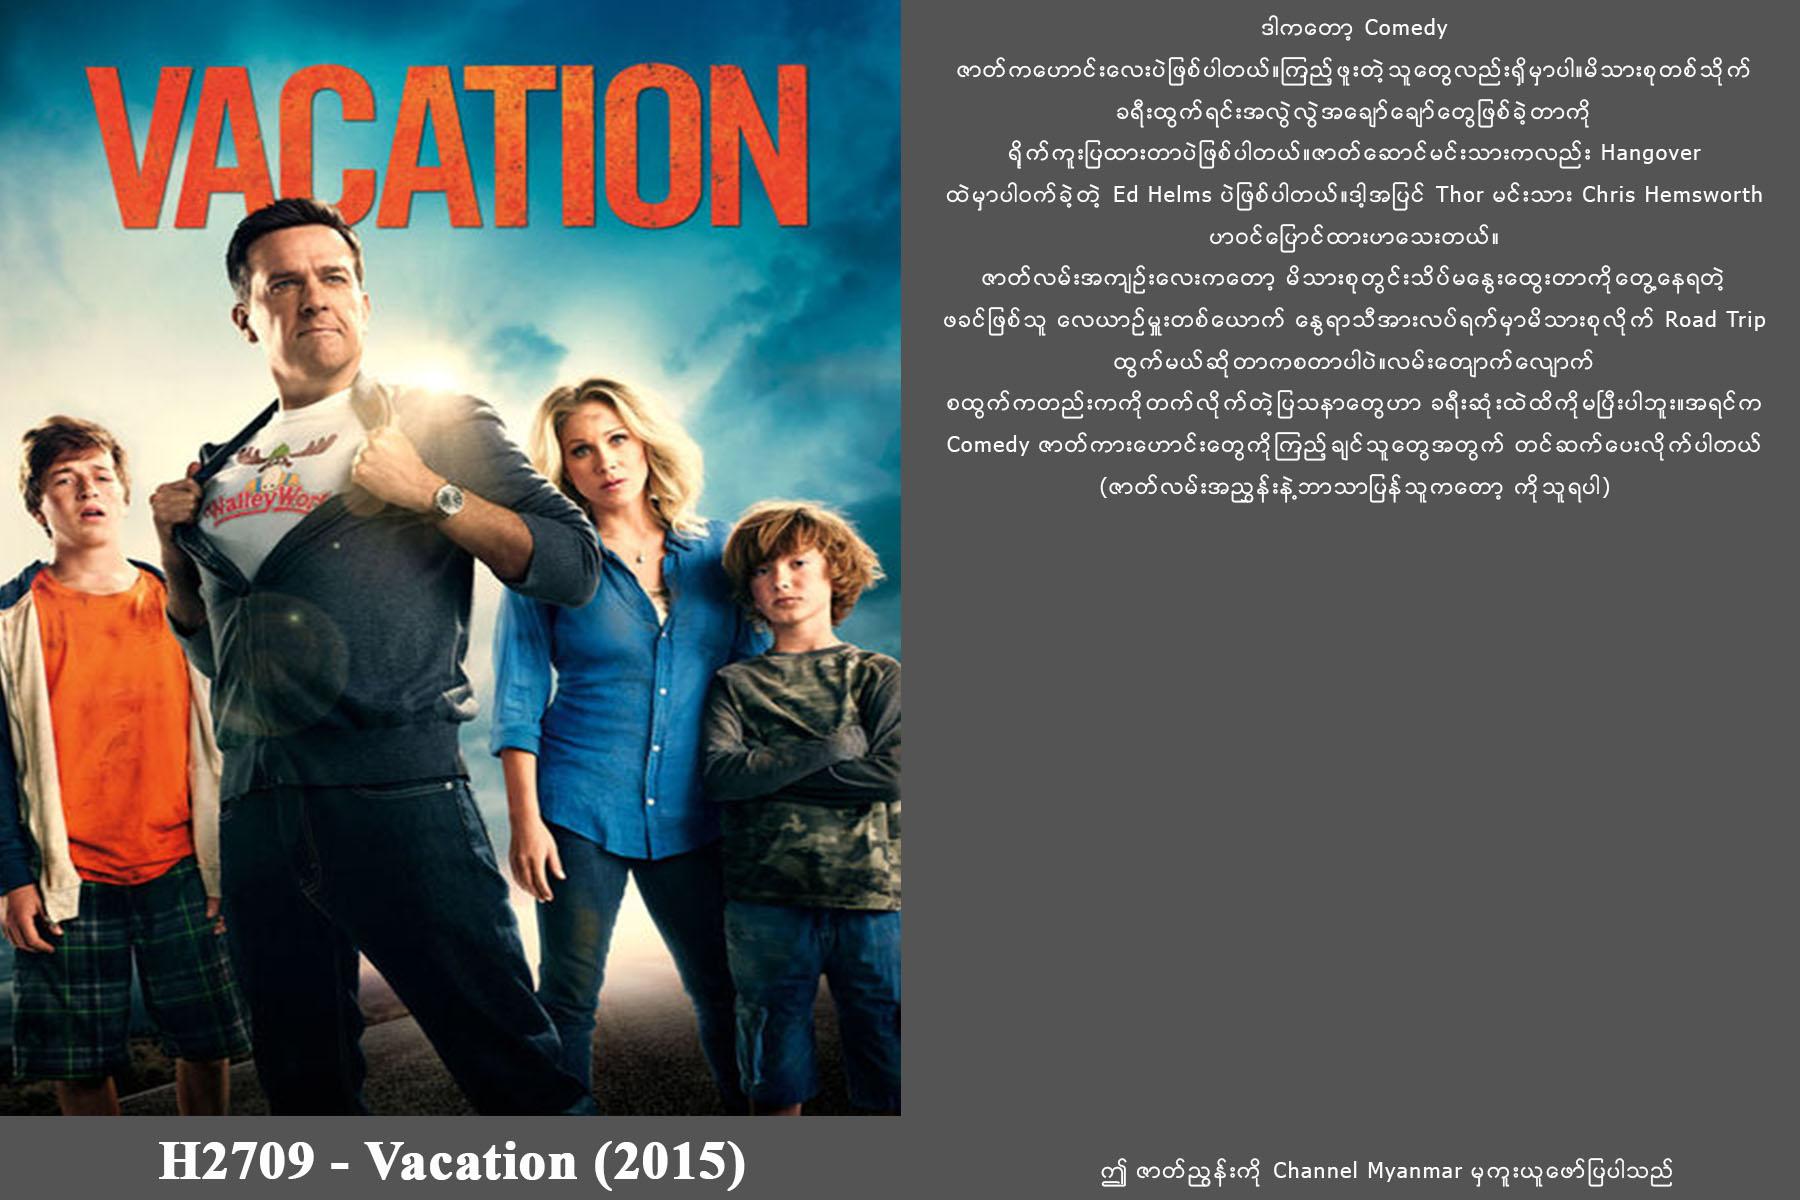 VACATION
WalleyWor
ဒါကတော့ Comedy
ဇာတ်ကဟောင်းလေးပဲဖြစ်ပါတယ်။ကြည့်ဖူးတဲ့သူတွေလည်းရှိမှာပါ။မိသားစုတစ်သိုက်
ခရီးထွက်ရင်းအလွဲလွဲအချော်ချော်တွေဖြစ်ခဲ့တာကို
ရိုက်ကူးပြထားတာပဲဖြစ်ပါတယ်။ဇာတ်ဆောင်မင်းသားကလည်း Hangover
ထဲမှာပါဝက်ခဲ့တဲ့ Ed Helms ပဲဖြစ်ပါတယ်။ဒါ့အပြင် Thor မင်းသား Chris Hemsworth
ဟာဝင်ပြောင်ထားဟာသေးတယ်။
ဇာတ်လမ်းအကျဉ်းလေးကတော့ မိသားစုတွင်းသိပ်မနွေးထွေးတာကိုတွေ့နေရတဲ့
ဖခင်ဖြစ်သူ လေယာဉ်မှူးတစ်ယောက် နွေရာသီအားလပ်ရက်မှာမိသားစုလိုက် Road Trip
ထွက်မယ်ဆိုတာကစတာပါပဲ။လမ်းတျောက်လျောက်
စထွက်ကတည်းကကိုတက်လိုက်တဲ့ပြသနာတွေဟာ ခရီးဆုံးထဲထိကိုမပြီးပါဘူး။အရင်က
Comedy ဇာတ်ကားဟောင်းတွေကိုကြည့်ချင်သူတွေအတွက် တင်ဆက်ပေးလိုက်ပါတယ်
(ဇာတ်လမ်းအညွှန်းနဲ့ဘာသာပြန်သူကတော့ ကိုသူရပါ)
H2709 - Vacation (2015)
ဤ ဇာတ်ညွှန်းကို Channel Myanmar မှကူးယူဖော်ပြပါသည်